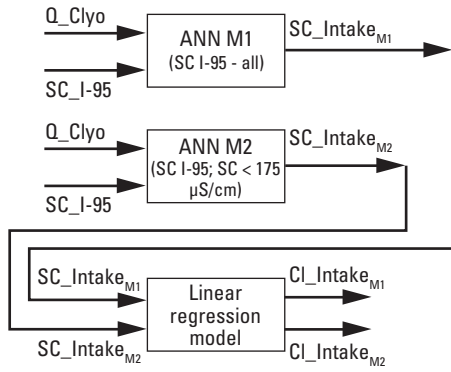 Q_Clyo
ANN M1
(SC I-95 - all)
SC_Intake_M1
SC_I-95
Q_Clyo
ANN M2
(SC I-95; SC < 175
µS/cm)
SC_Intake_M2
SC_I-95
SC_Intake_M1
Linear
regression
model
Cl_Intake_M1
SC_Intake_M2
Cl_Intake_M2